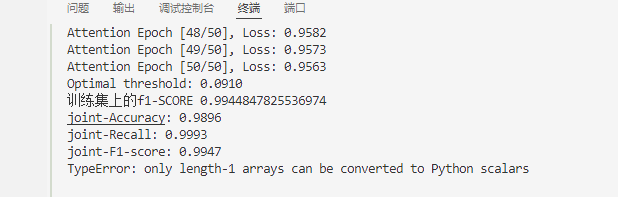 问题 输出 调试控制台 终端 端口
Attention Epoch [48/50], Loss: 0.9582
Attention Epoch [49/50], Loss: 0.9573
Attention Epoch [50/50], Loss: 0.9563
Optimal threshold: 0.0910
训练集上的f1-SCORE 0.9944847825536974
joint-Accuracy: 0.9896
joint-Recall: 0.9993
joint-F1-score: 0.9947
TypeError: only length-1 arrays can be converted to Python scalars